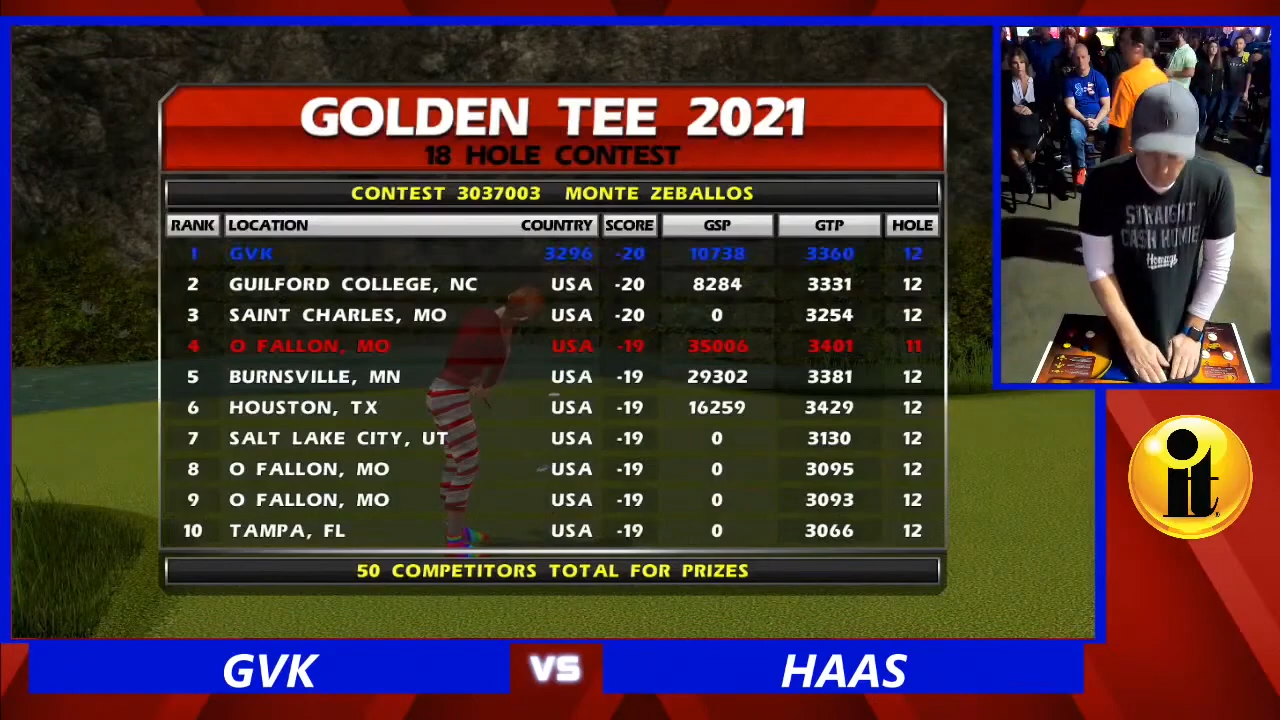 GOLDEN TEE 2021
18 HOLE CONTEST
CONTEST 3037003 MONTE ZEBALLOS
RANK LOCATION COUNTRY SCORE GSP GTP HOLE
1 GVK 3296 -20 10738 3360 12
2 GUILFORD COLLEGE, NC USA -20 8284 3331 12
3 SAINT CHARLES, MO USA -20 0 3254 12
4 O FALLON, MO USA -19 35006 3401 11
5 BURNSVILLE, MN USA -19 29302 3381 12
6 HOUSTON, TX USA -19 16259 3429 12
7 SALT LAKE CITY, UT USA -19 0 3130 12
8 O FALLON, MO USA -19 0 3095 12
9 O FALLON, MO USA -19 0 3093 12
10 TAMPA, FL USA -19 0 3066 12
50 COMPETITORS TOTAL FOR PRIZES
STRAIGHT
CASH HOMIE
Homage
it
GVK VS HAAS